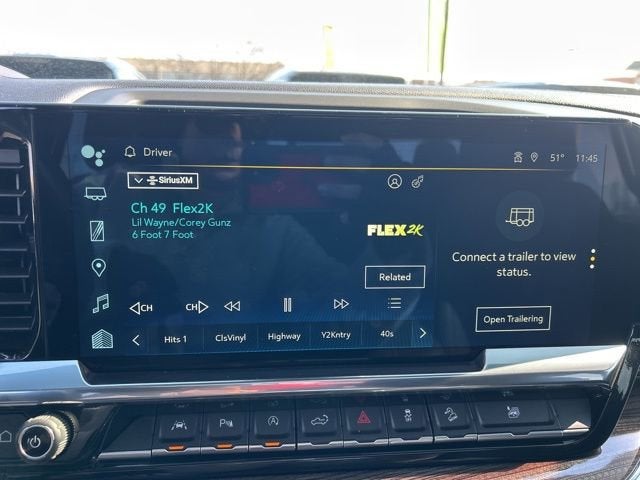 Driver
51° 11:45
SiriusXM
Ch 49 Flex2K
Lil Wayne/Corey Gunz
6 Foot 7 Foot
FLEX2K
Related
CH CH
Hits 1 ClsVinyl Highway Y2Kntry 40s
Connect a trailer to view
status.
Open Trailering
P
A
OFF